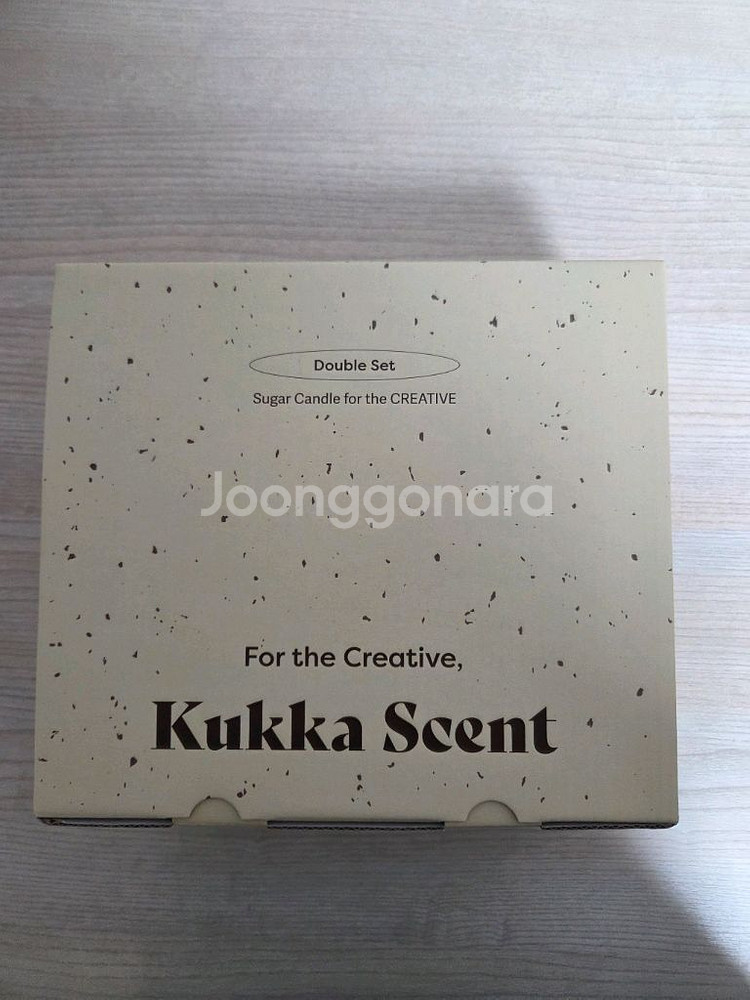 Double Set
Sugar Candle for the CREATIVE
Joonggonara
For the Creative,
Kukka Scent